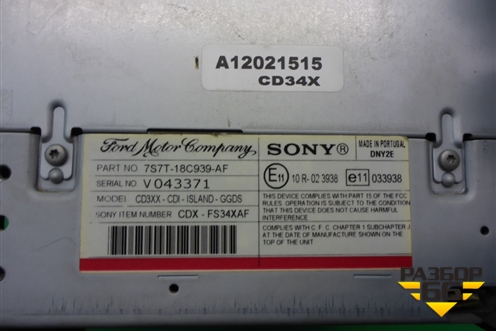 A12021515
CD34X
Ford Motor Company
PART NO 7S7T-18C939-AF
SERIAL NO V043371
MODEL CD3XX - CDI - ISLAND - GGDS
SONY ITEM NUMBER CDX - FS34XAF
SONY®
MADE IN PORTUGAL
DNY2E
E11 10 R - 02 3938
e11 033938
THIS DEVICE COMPLIES WITH PART 15 OF THE FCC
RULES. OPERATION IS SUBJECT TO THE CONDITION
THAT THIS DEVICE DOES NOT CAUSE HARMFUL
INTERFERENCE
COMPLIES WITH C. F. C. CHAPTER 1 SUBCHAPTER J
AT THE DATE OF MANUFACTURE SHOWN ON THE
TOP OF THE UNIT
РАЗБОР
66